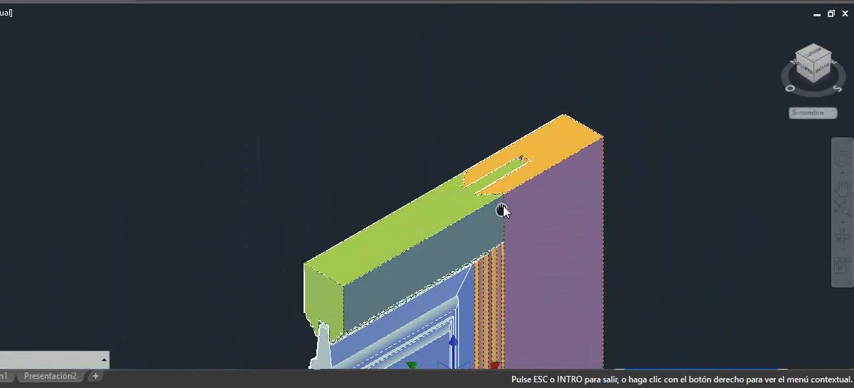 ual]
S-nombre
n1
Presentación2
+
Pulse ESC o INTRO para salir, o haga clic con el botón derecho para ver el menú contextual.